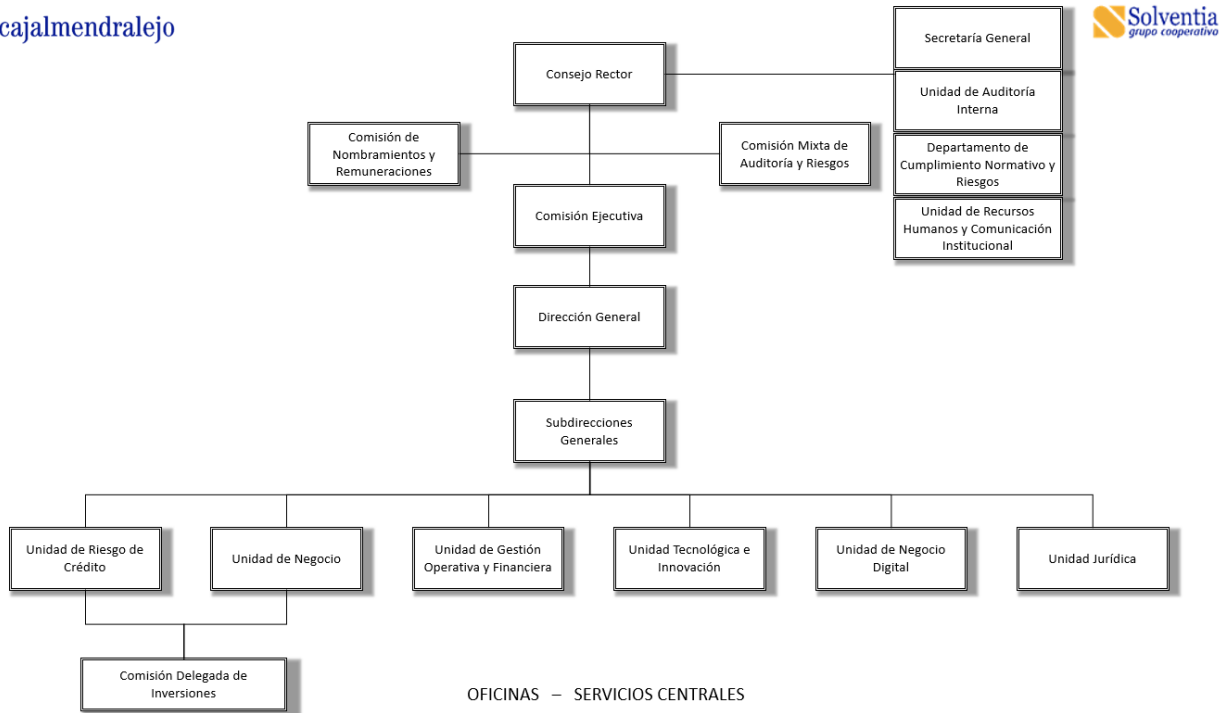 cajalmendralejo
Solventia
grupo cooperativo
Secretaría General
Consejo Rector
Unidad de Auditoría
Interna
Comisión de
Nombramientos y
Remuneraciones
Comisión Mixta de
Auditoría y Riesgos
Departamento de
Cumplimiento Normativo y
Riesgos
Comisión Ejecutiva
Unidad de Recursos
Humanos y Comunicación
Institucional
Dirección General
Subdirecciones
Generales
Unidad de Riesgo de
Crédito
Unidad de Negocio
Unidad de Gestión
Operativa y Financiera
Unidad Tecnológica e
Innovación
Unidad de Negocio
Digital
Unidad Jurídica
Comisión Delegada de
Inversiones
OFICINAS – SERVICIOS CENTRALES